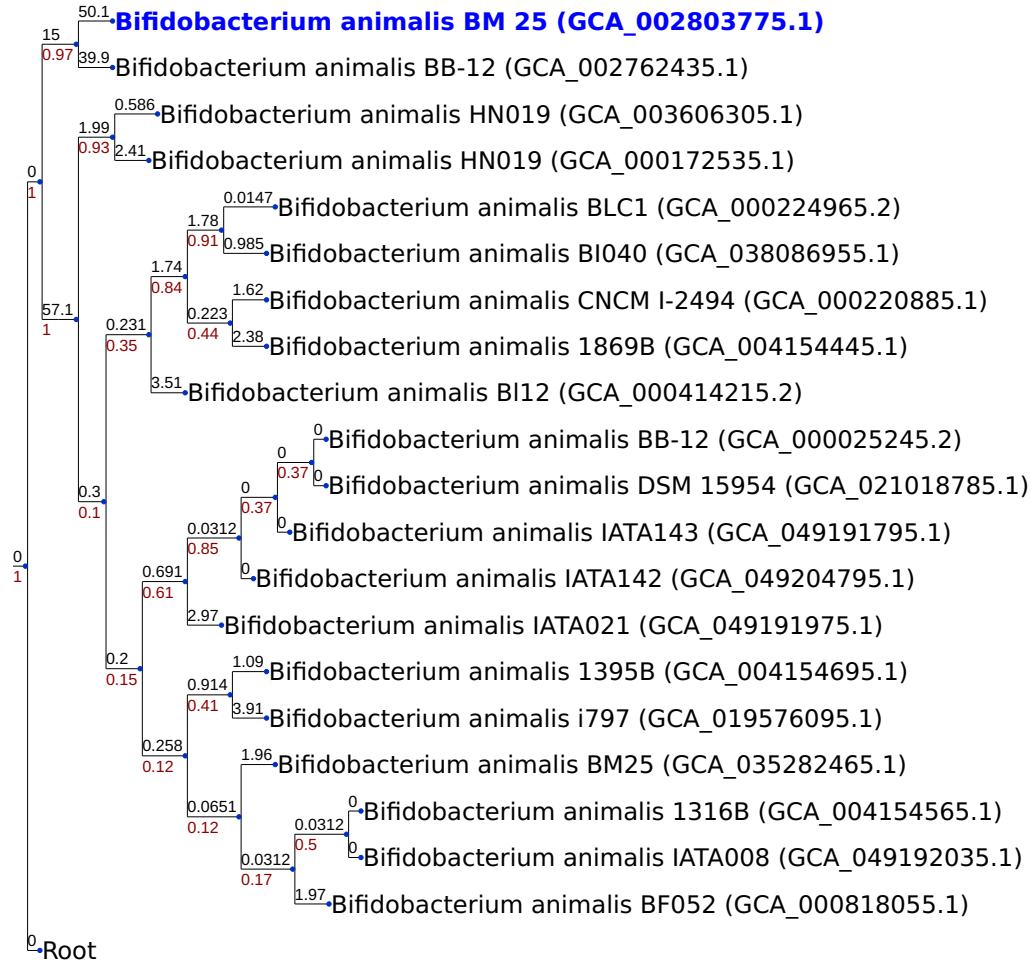 50.1
Bifidobacterium animalis BM 25 (GCA_002803775.1)
15
0.97
39.9
Bifidobacterium animalis BB-12 (GCA_002762435.1)
0.586
Bifidobacterium animalis HN019 (GCA_003606305.1)
1.99
0.93
2.41
Bifidobacterium animalis HN019 (GCA_000172535.1)
0
1
0.0147
Bifidobacterium animalis BLC1 (GCA_000224965.2)
1.78
0.91
0.985
Bifidobacterium animalis BI040 (GCA_038086955.1)
1.74
0.84
1.62
Bifidobacterium animalis CNCM I-2494 (GCA_000220885.1)
57.1
1
0.223
0.44
0.231
0.35
2.38
Bifidobacterium animalis 1869B (GCA_004154445.1)
3.51
Bifidobacterium animalis Bl12 (GCA_000414215.2)
0
Bifidobacterium animalis BB-12 (GCA_000025245.2)
0
0.37
0
Bifidobacterium animalis DSM 15954 (GCA_021018785.1)
0.3
0.1
0
0.37
0
Bifidobacterium animalis IATA143 (GCA_049191795.1)
0.0312
0.85
0
1
0
Bifidobacterium animalis IATA142 (GCA_049204795.1)
0.691
0.61
2.97
Bifidobacterium animalis IATA021 (GCA_049191975.1)
0.2
0.15
1.09
Bifidobacterium animalis 1395B (GCA_004154695.1)
0.914
0.41
3.91
Bifidobacterium animalis i797 (GCA_019576095.1)
0.258
0.12
1.96
Bifidobacterium animalis BM25 (GCA_035282465.1)
0
Bifidobacterium animalis 1316B (GCA_004154565.1)
0.0651
0.12
0.0312
0.5
0
Bifidobacterium animalis IATA008 (GCA_049192035.1)
0.0312
0.17
1.97
Bifidobacterium animalis BF052 (GCA_000818055.1)
0
Root